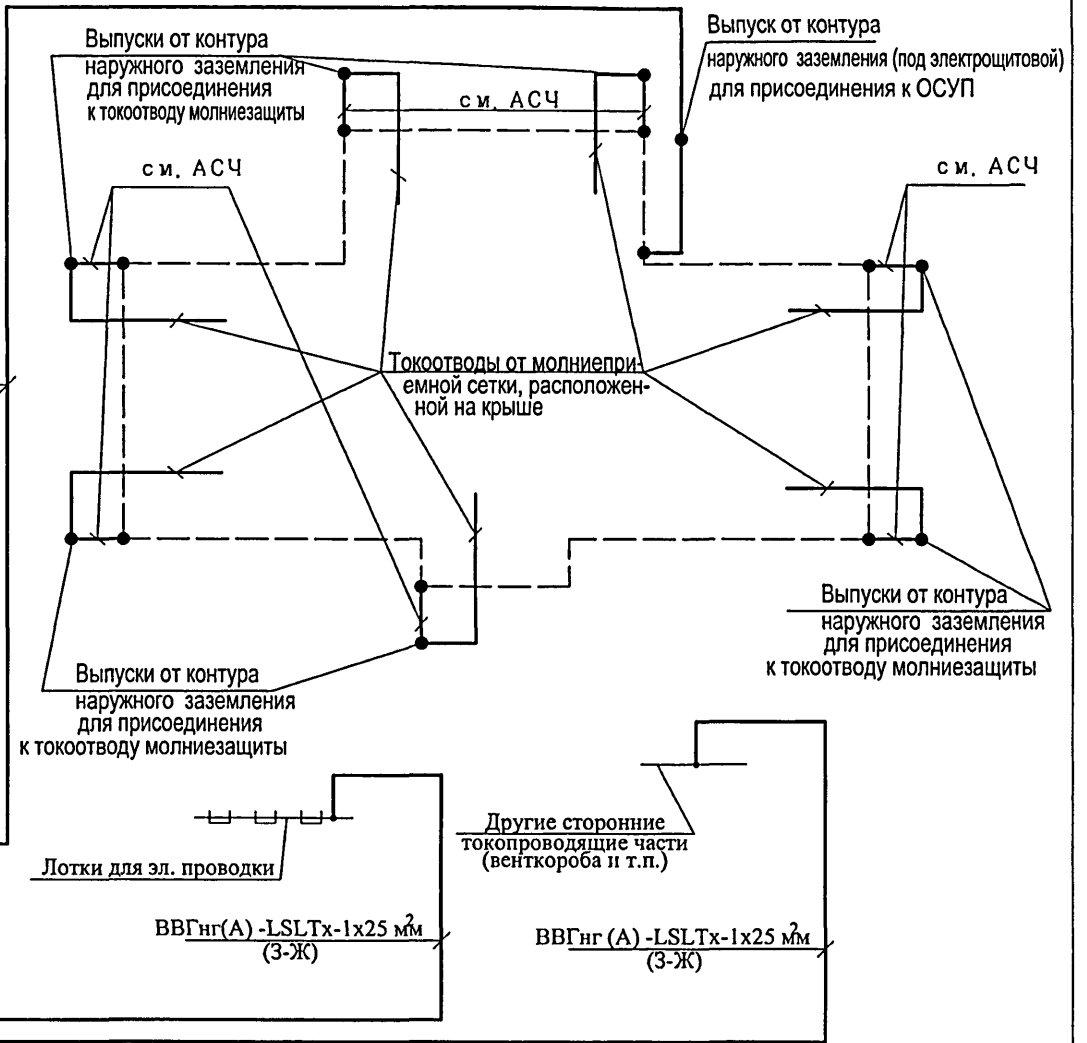 Выпуски от контура
наружного заземления
для присоединения
к токоотводу молниезащиты
Выпуск от контура
наружного заземления (под электрощитовой)
для присоединения к ОСУП
см. АСЧ
см. АСЧ
см. АСЧ
Токоотводы от молниепри-
емной сетки, расположен-
ной на крыше
Выпуски от контура
наружного заземления
для присоединения
к токоотводу молниезащиты
Выпуски от контура
наружного заземления
для присоединения
к токоотводу молниезащиты
Лотки для эл. проводки
Другие сторонние
токопроводящие части
(венткороба и т.п.)
ВВГнг(А) -LSLTx-1x25 мм²
(З-Ж)
ВВГнг (А) -LSLTx-1x25 мм²
(З-Ж)